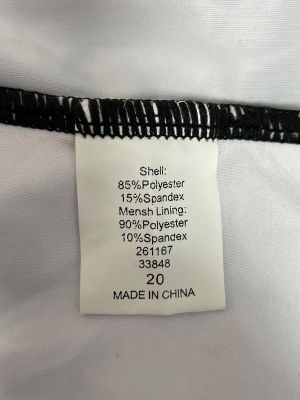 Shell:
85%Polyester
15%Spandex
Mensh Lining:
90%Polyester
10%Spandex
261167
33848
20
MADE IN CHINA